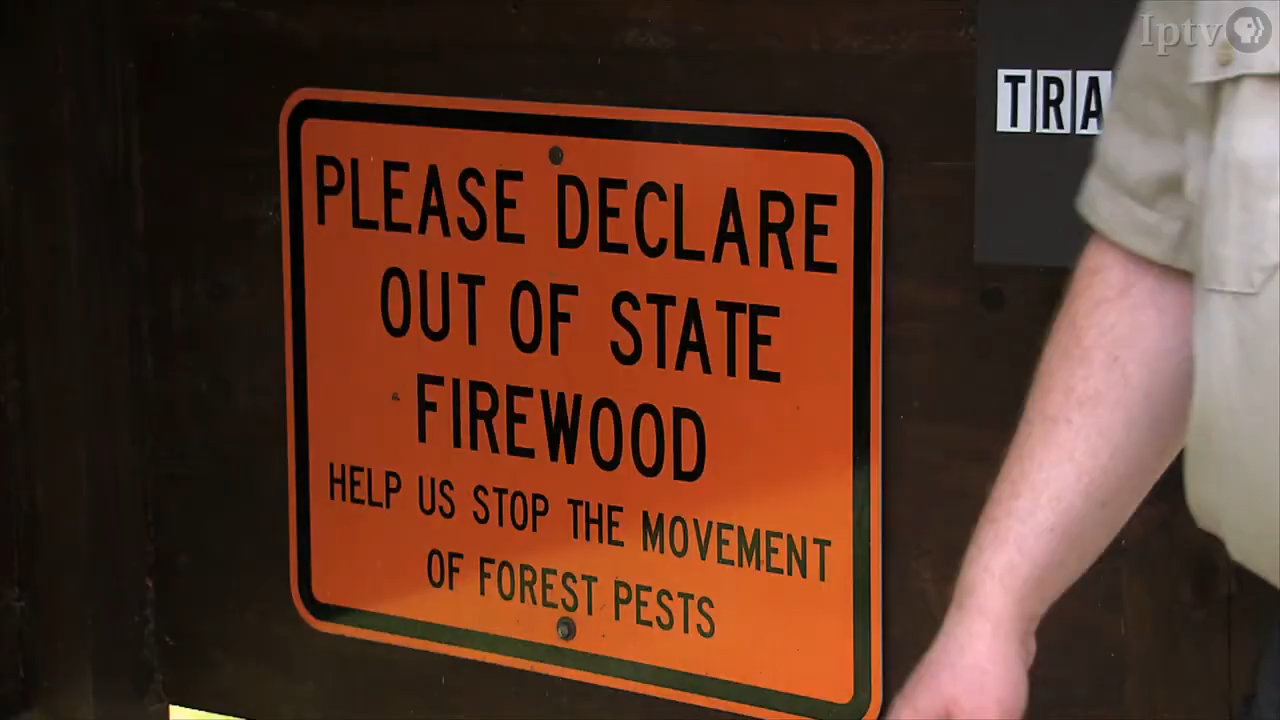 Iptv
TRA
PLEASE DECLARE
OUT OF STATE
FIREWOOD
HELP US STOP THE MOVEMENT
OF FOREST PESTS